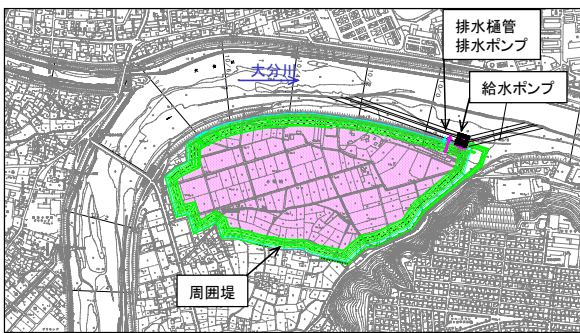 排水樋管
排水ポンプ
大分川
給水ポンプ
周囲堤